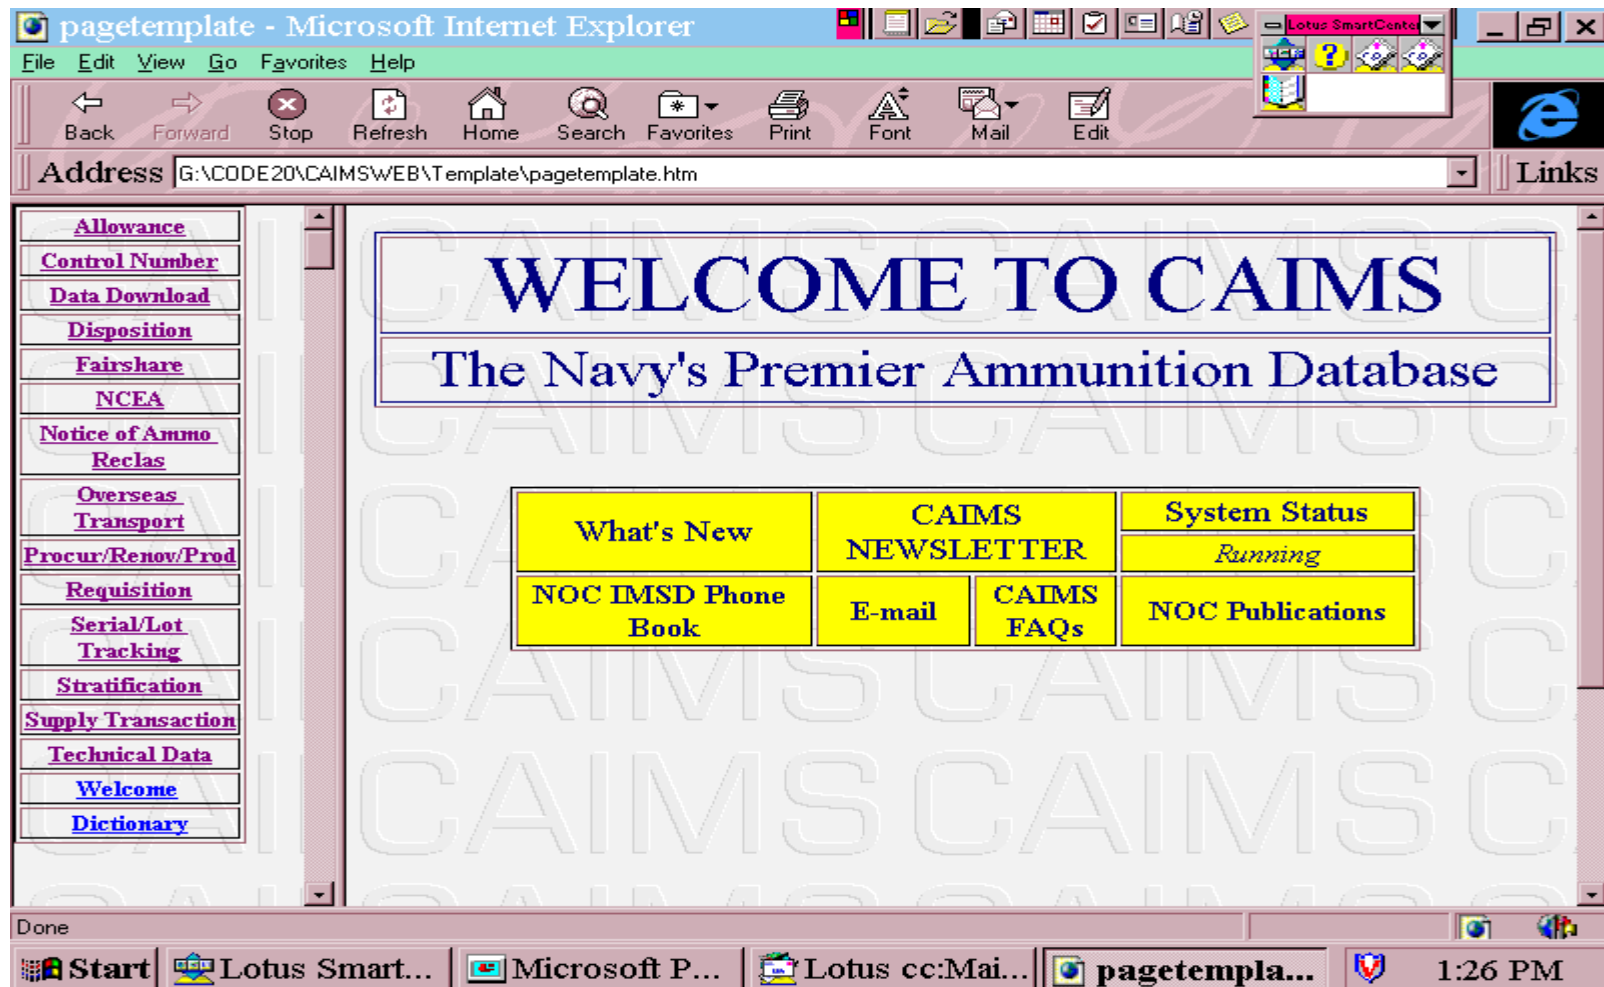 pagetemplate - Microsoft Internet Explorer
Lotus SmartCenter
File Edit View Go Favorites Help
Back Forward Stop Refresh Home Search Favorites Print Font Mail Edit
Address G:\CODE20\CAIMSWEB\Template\pagetemplate.htm Links
Allowance
Control Number
Data Download
Disposition
Fairshare
NCEA
Notice of Ammo
Reclas
Overseas
Transport
Procur/Renov/Prod
Requisition
Serial/Lot
Tracking
Stratification
Supply Transaction
Technical Data
Welcome
Dictionary
WELCOME TO CAIMS
The Navy's Premier Ammunition Database
What's New
CAIMS
NEWSLETTER
System Status
Running
NOC IMSD Phone
Book
E-mail
CAIMS
FAQs
NOC Publications
Done
Start Lotus Smart... Microsoft P... Lotus cc:Mai... pagetempla... 1:26 PM